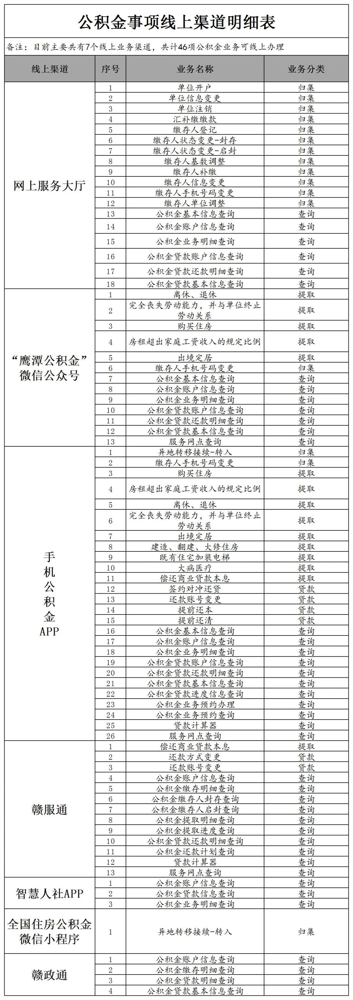 公积金事项线上渠道明细表
备注：目前主要共有7个线上业务渠道，共计46项公积金业务可线上办理
线上渠道 序号 业务名称 业务分类
网上服务大厅
1 单位开户 归集
2 单位信息变更 归集
3 单位注销 归集
4 汇补缴缴款 归集
5 缴存人登记 归集
6 缴存人状态变更-封存 归集
7 缴存人状态变更-启封 归集
8 缴存人基数调整 归集
9 缴存人补缴 归集
10 缴存人信息变更 归集
11 缴存人手机号码变更 归集
12 缴存人单位调整 归集
13 公积金基本信息查询 查询
14 公积金账户信息查询 查询
15 公积金业务明细查询 查询
16 公积金贷款账户信息查询 查询
17 公积金贷款还款明细查询 查询
18 公积金贷款基本信息查询 查询
“鹰潭公积金”
微信公众号
1 离休、退休 提取
2 完全丧失劳动能力，并与单位终止
劳动关系 提取
3 购买住房 提取
4 房租超出家庭工资收入的规定比例 提取
5 出境定居 提取
6 缴存人手机号码变更 归集
7 公积金基本信息查询 查询
8 公积金账户信息查询 查询
9 公积金业务明细查询 查询
10 公积金贷款账户信息查询 查询
11 公积金贷款还款明细查询 查询
12 公积金贷款基本信息查询 查询
13 服务网点查询 查询
手
机
公
积
金
APP
1 异地转移接续-转入 归集
2 缴存人手机号码变更 归集
3 购买住房 提取
4 房租超出家庭工资收入的规定比例 提取
5 离休、退休 提取
6 完全丧失劳动能力，并与单位终止
劳动关系 提取
7 出境定居 提取
8 建造、翻建、大修住房 提取
9 既有住宅加装电梯 提取
10 大病医疗 提取
11 偿还商业贷款本息 提取
12 签约对冲还贷 贷款
13 还款账号变更 贷款
14 提前还本 贷款
15 提前还清 贷款
16 公积金基本信息查询 查询
17 公积金账户信息查询 查询
18 公积金业务明细查询 查询
19 公积金贷款账户信息查询 查询
20 公积金贷款还款明细查询 查询
21 公积金贷款基本信息查询 查询
22 公积金贷款进度信息查询 查询
23 公积金业务预约办理 查询
24 公积金业务预约查询 查询
25 贷款计算器 查询
26 服务网点查询 查询
赣服通
1 偿还商业贷款本息 提取
2 还款方式变更 贷款
3 还款账号变更 贷款
4 公积金账户信息查询 查询
5 公积金缴存明细查询 查询
6 公积金缴存人封存查询 查询
7 公积金缴存人启封查询 查询
8 公积金提取明细查询 查询
9 公积金提取进度查询 查询
10 公积金贷款还款明细查询 查询
11 公积金还款计划查询 查询
12 贷款计算器 查询
13 服务网点查询 查询
智慧人社APP
1 公积金账户信息查询 查询
2 公积金贷款信息查询 查询
3 公积金业务明细查询 查询
全国住房公积金
微信小程序
1 异地转移接续-转入 归集
赣政通
1 公积金账户信息查询 查询
2 公积金缴存明细查询 查询
3 公积金贷款明细查询 查询
4 公积金贷款基本信息查询 查询